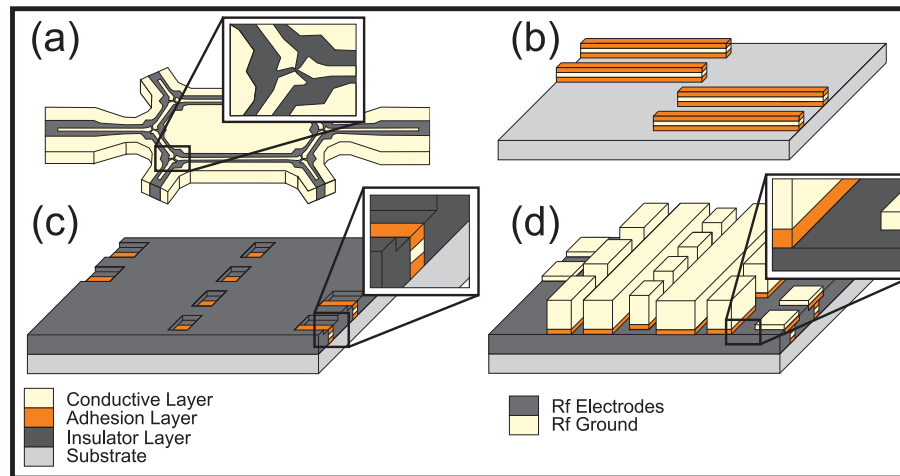 (a)
(b)
(c)
(d)
Conductive Layer
Adhesion Layer
Insulator Layer
Substrate
Rf Electrodes
Rf Ground